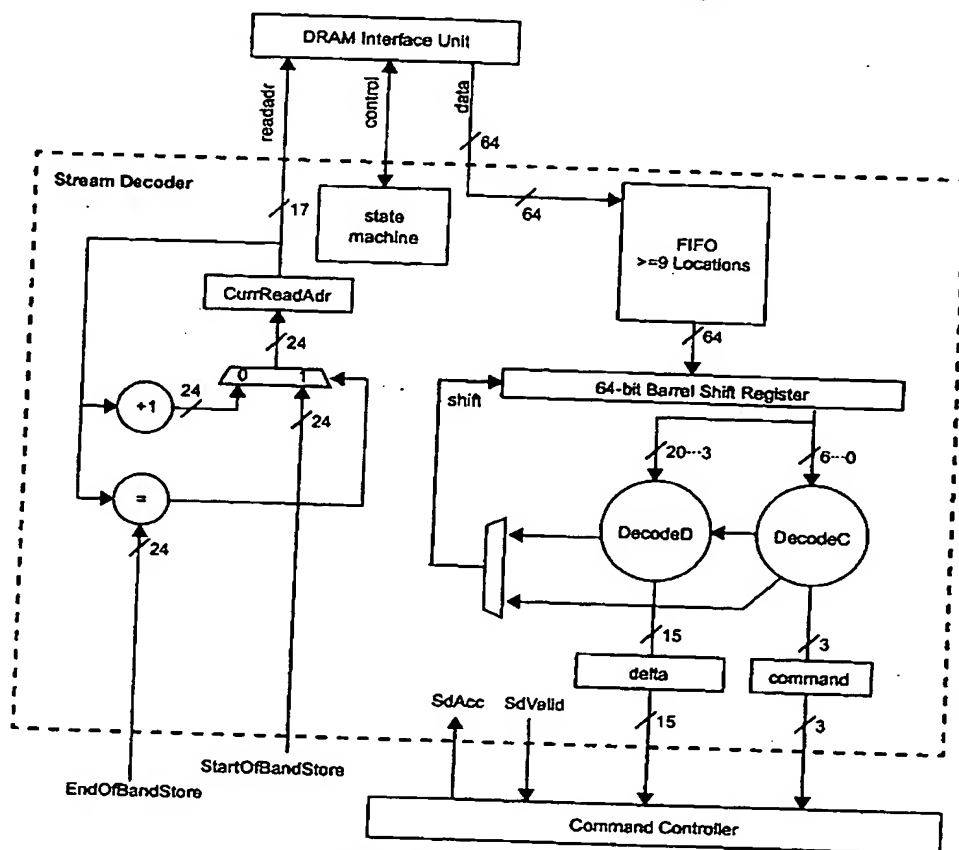 DRAM Interface Unit
readadr
control
data
64
Stream Decoder
17
state
machine
64
FIFO
>=9 Locations
CurrReadAdr
64
24
0 1
64-bit Barrel Shift Register
shift
+1
24
24
20···3
6···0
=
DecodeD
DecodeC
24
15
3
delta
command
SdAcc
SdValid
15
3
StartOfBandStore
EndOfBandStore
Command Controller